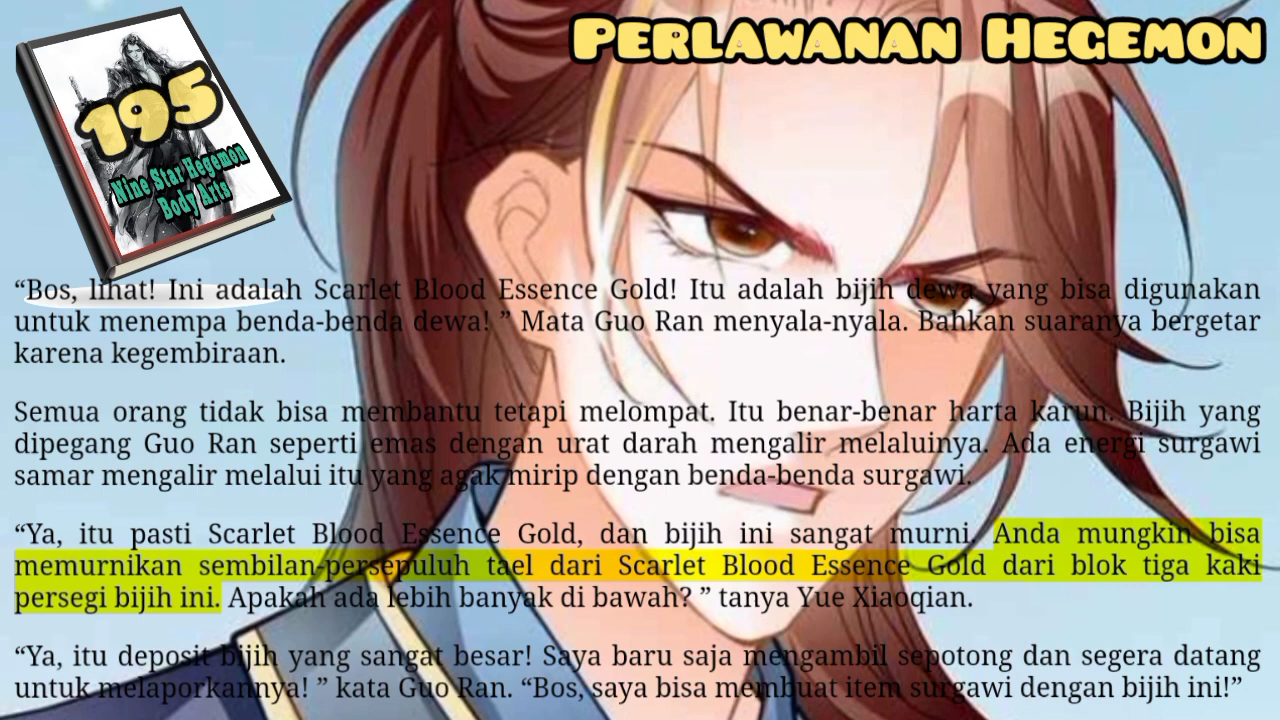 PERLAWANAN HEGEMON
195
Nine Star Hegemon
Body Arts
“Bos, lihat! Ini adalah Scarlet Blood Essence Gold! Itu adalah bijih dewa yang bisa digunakan
untuk menempa benda-benda dewa! ” Mata Guo Ran menyala-nyala. Bahkan suaranya bergetar
karena kegembiraan.
Semua orang tidak bisa membantu tetapi melompat. Itu benar-benar harta karun. Bijih yang
dipegang Guo Ran seperti emas dengan urat darah mengalir melaluinya. Ada energi surgawi
samar mengalir melalui itu yang agak mirip dengan benda-benda surgawi.
“Ya, itu pasti Scarlet Blood Essence Gold, dan bijih ini sangat murni. Anda mungkin bisa
memurnikan sembilan-persepuluh tael dari Scarlet Blood Essence Gold dari blok tiga kaki
persegi bijih ini. Apakah ada lebih banyak di bawah? ” tanya Yue Xiaoqian.
“Ya, itu deposit bijih yang sangat besar! Saya baru saja mengambil sepotong dan segera datang
untuk melaporkannya! ” kata Guo Ran. “Bos, saya bisa membuat item surgawi dengan bijih ini!”